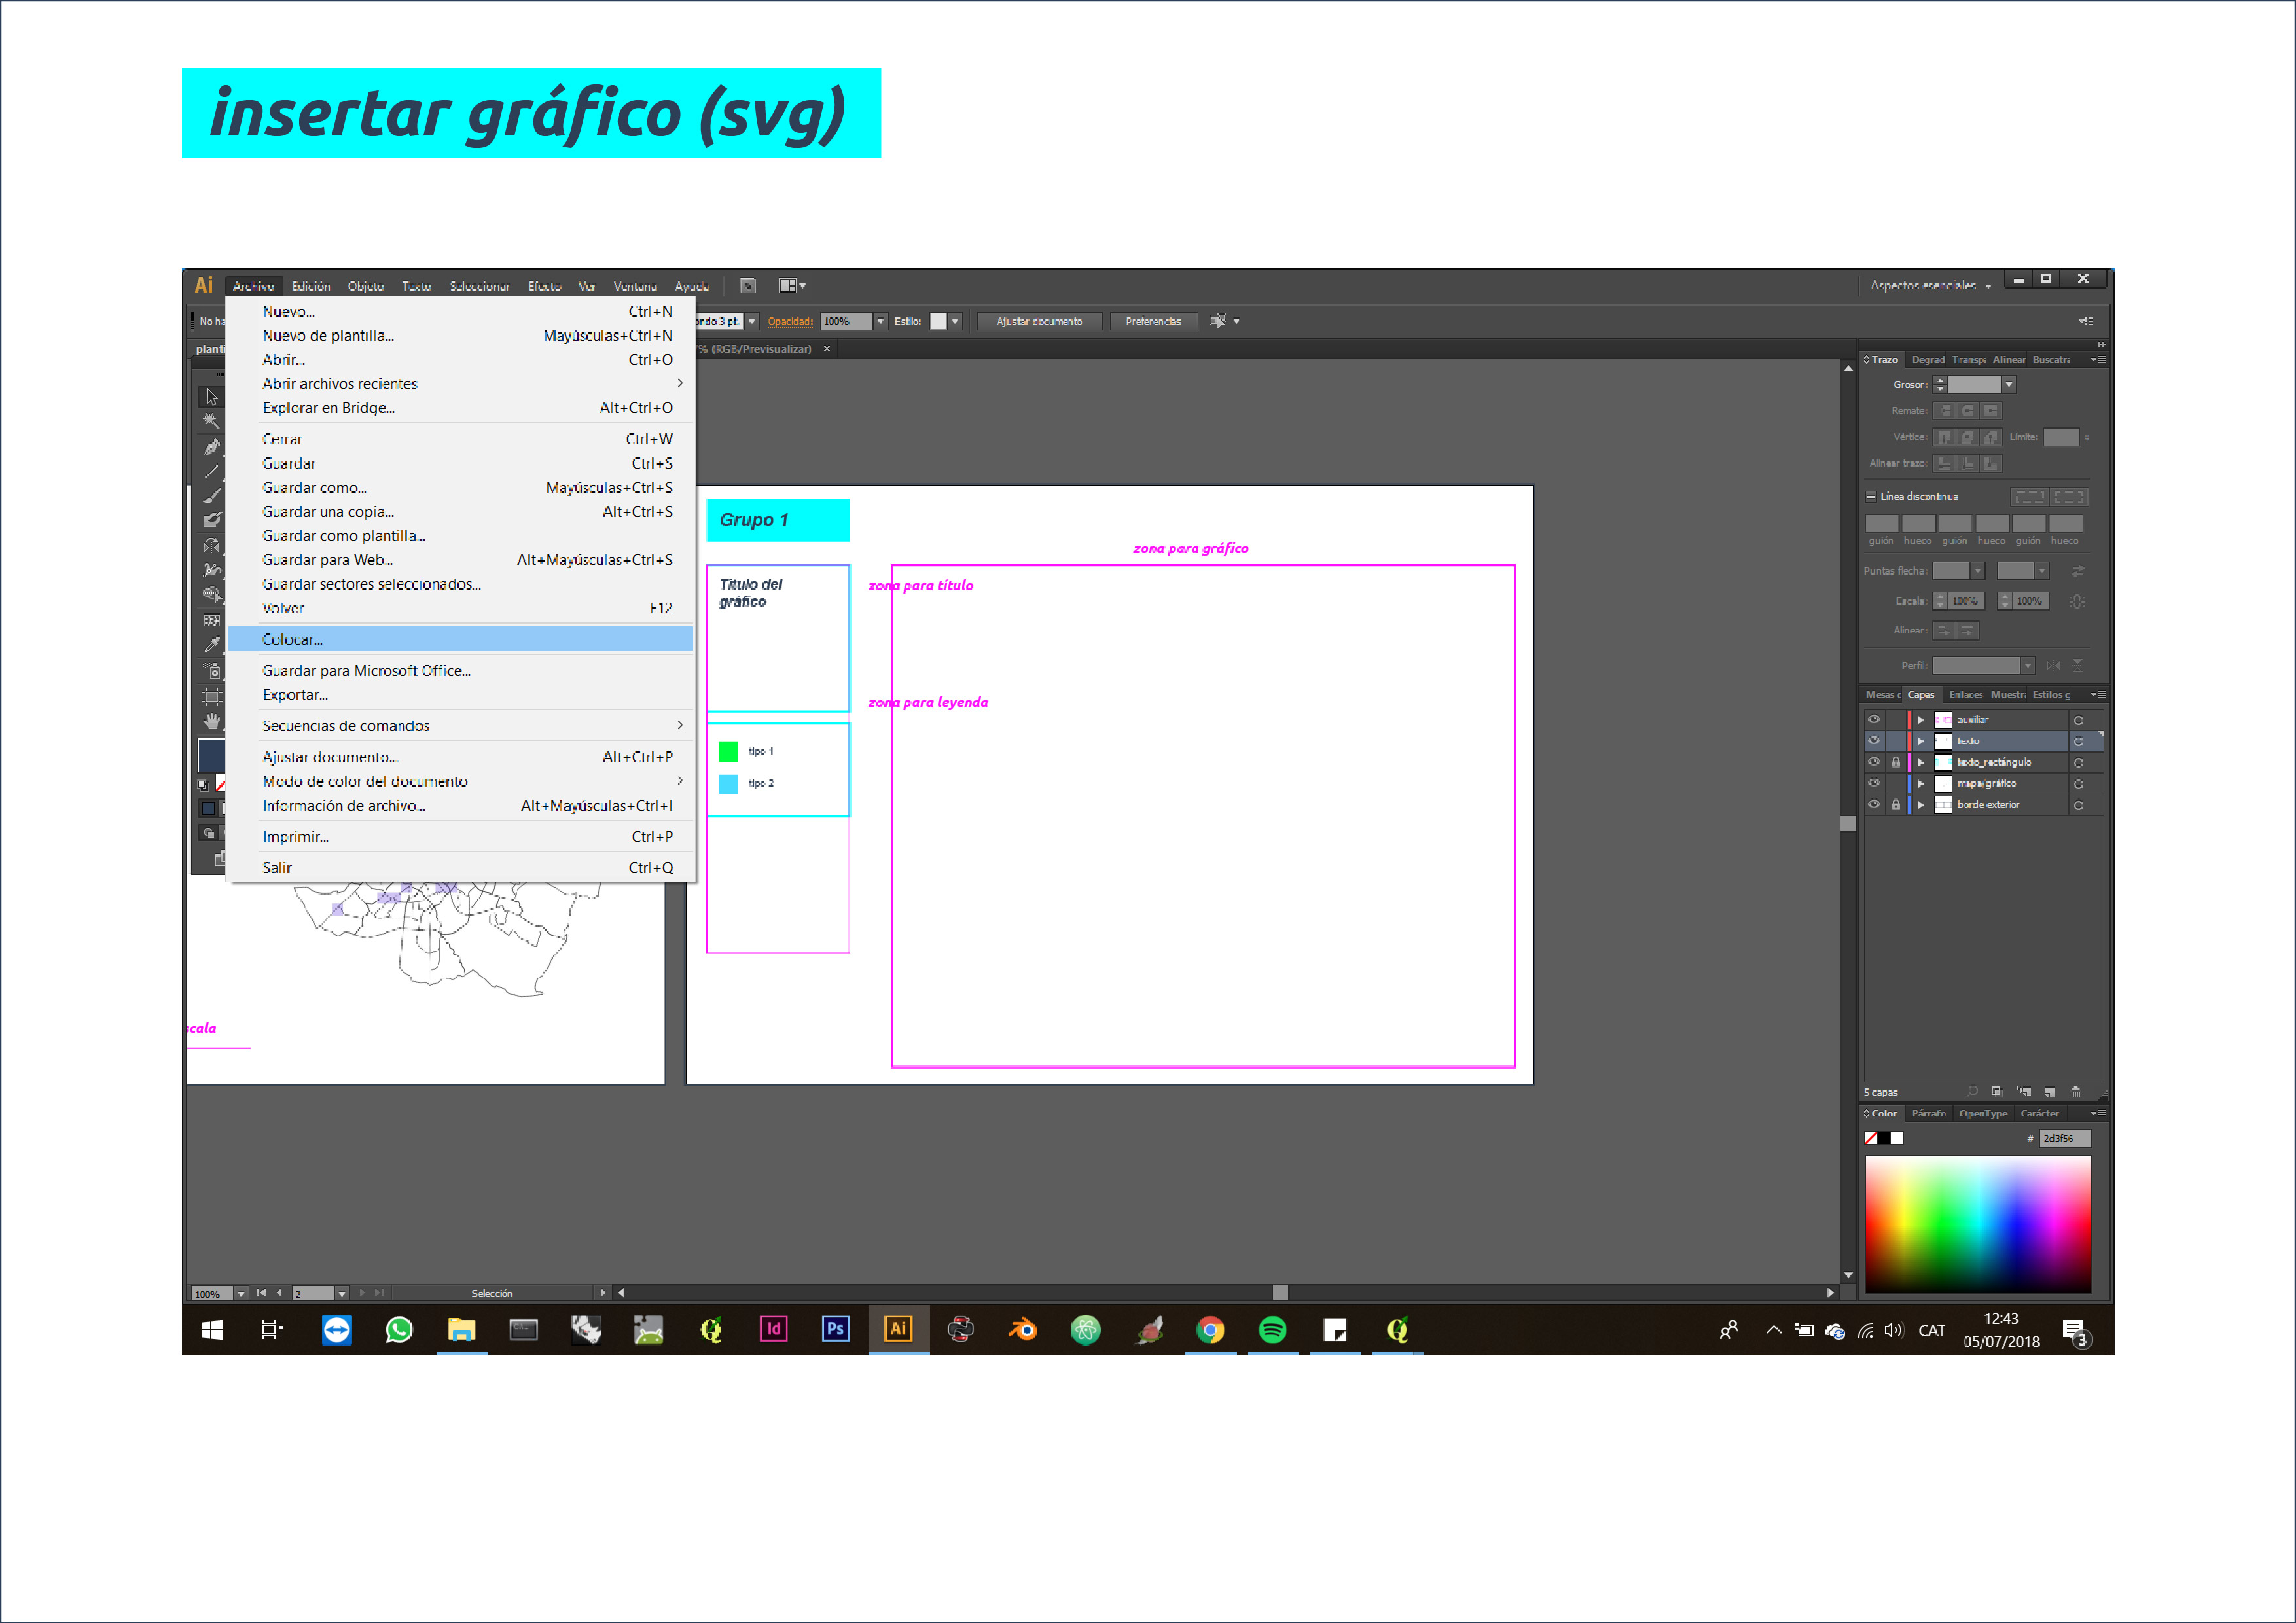 insertar gráfico (svg)
Ai Archivo Edición Objeto Texto Seleccionar Efecto Ver Ventana Ayuda Br Aspectos esenciales
No ha ondo 3 pt. Opacidad: 100% Estilo: Ajustar documento Preferencias
plant % (RGB/Previsualizar) ×
Nuevo... Ctrl+N
Nuevo de plantilla... Mayúsculas+Ctrl+N
Abrir... Ctrl+O
Abrir archivos recientes
Explorar en Bridge... Alt+Ctrl+O
Cerrar Ctrl+W
Guardar Ctrl+S
Guardar como... Mayúsculas+Ctrl+S
Guardar una copia... Alt+Ctrl+S
Guardar como plantilla...
Guardar para Web... Alt+Mayúsculas+Ctrl+S
Guardar sectores seleccionados...
Volver F12
Colocar...
Guardar para Microsoft Office...
Exportar...
Secuencias de comandos
Ajustar documento... Alt+Ctrl+P
Modo de color del documento
Información de archivo... Alt+Mayúsculas+Ctrl+I
Imprimir... Ctrl+P
Salir Ctrl+Q
scala
Grupo 1
zona para gráfico
Título del
gráfico
zona para título
zona para leyenda
tipo 1
tipo 2
Trazo Degrad Transp. Alinear Buscatr.
Grosor:
Remate:
Vértice: Límite: x
Alinear trazo:
Línea discontinua
guión hueco guión hueco guión hueco
Puntas flecha:
Escala: 100% 100%
Alinear:
Perfil:
Mesas c Capas Enlaces Muestr. Estilos g
auxiliar
texto
texto_rectángulo
mapa/gráfico
borde exterior
5 capas
Color Párrafo OpenType Carácter
# 2d3f56
100% 2 Selección
Id Ps Ai CAT 12:43
05/07/2018 3